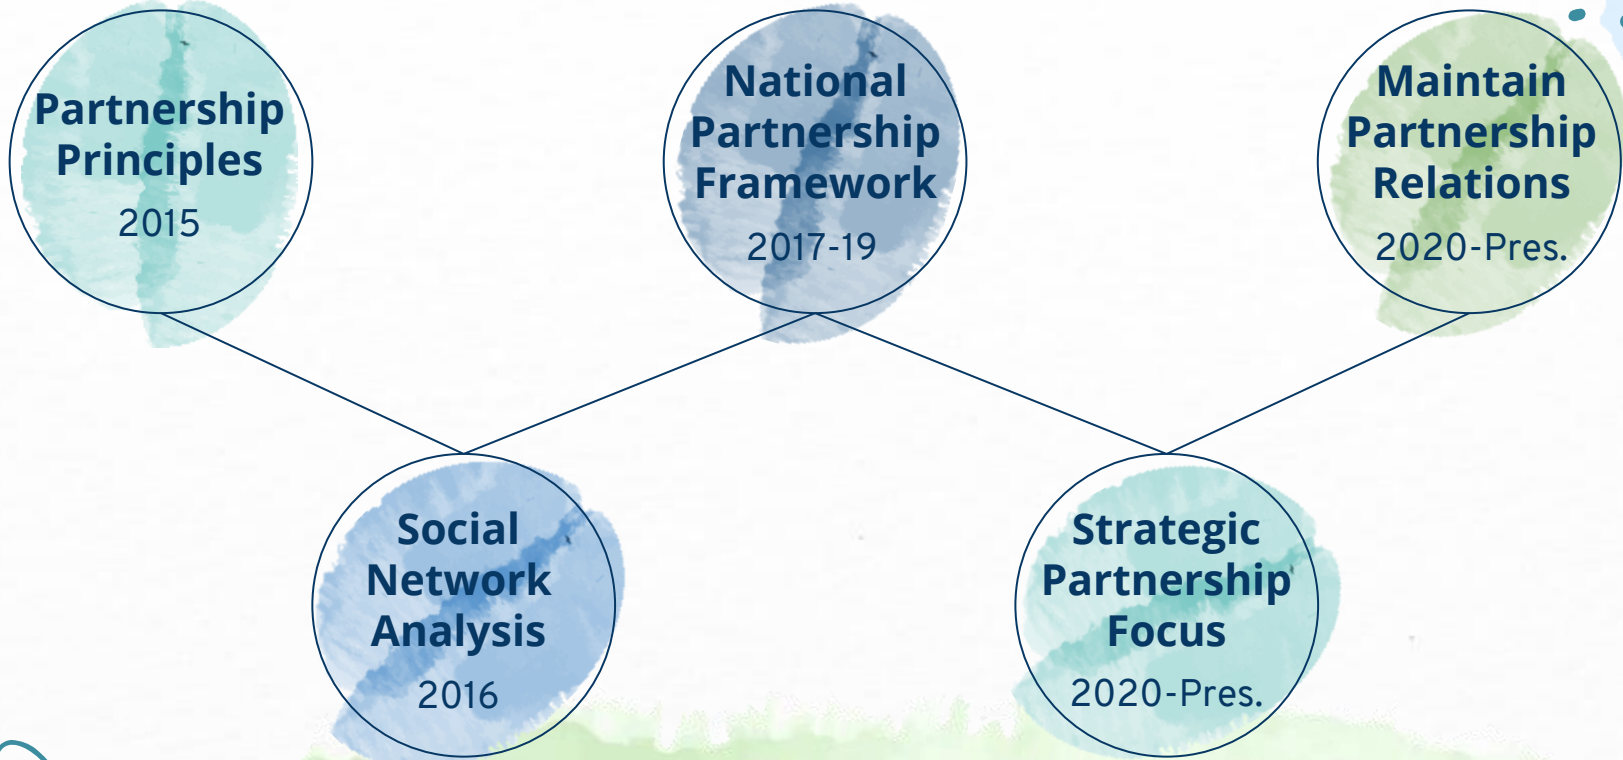 Partnership
Principles
2015
Social
Network
Analysis
2016
National
Partnership
Framework
2017-19
Strategic
Partnership
Focus
2020-Pres.
Maintain
Partnership
Relations
2020-Pres.